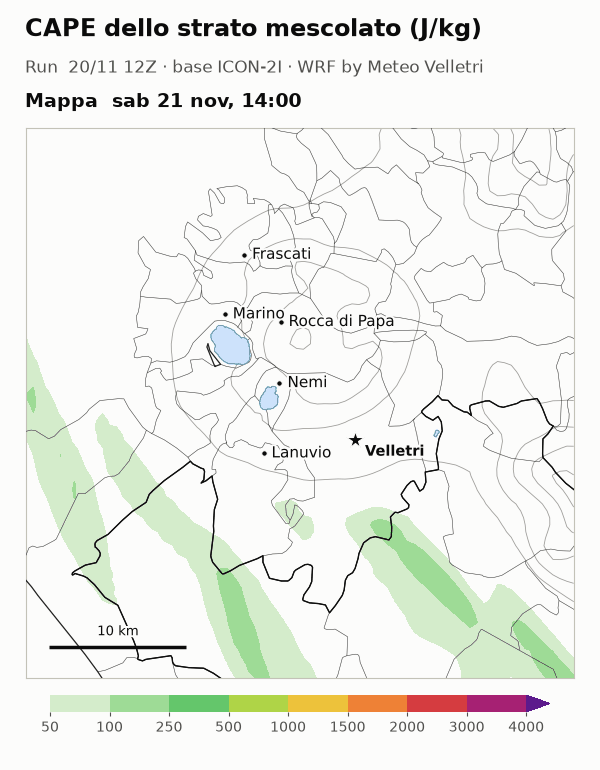 CAPE dello strato mescolato (J/kg)
Run  20/11 12Z · base ICON-2I · WRF by Meteo Velletri
Mappa  sab 21 nov, 14:00
Frascati
Marino
Rocca di Papa
Nemi
Velletri
Lanuvio
10 km
50 100 250 500 1000 1500 2000 3000 4000